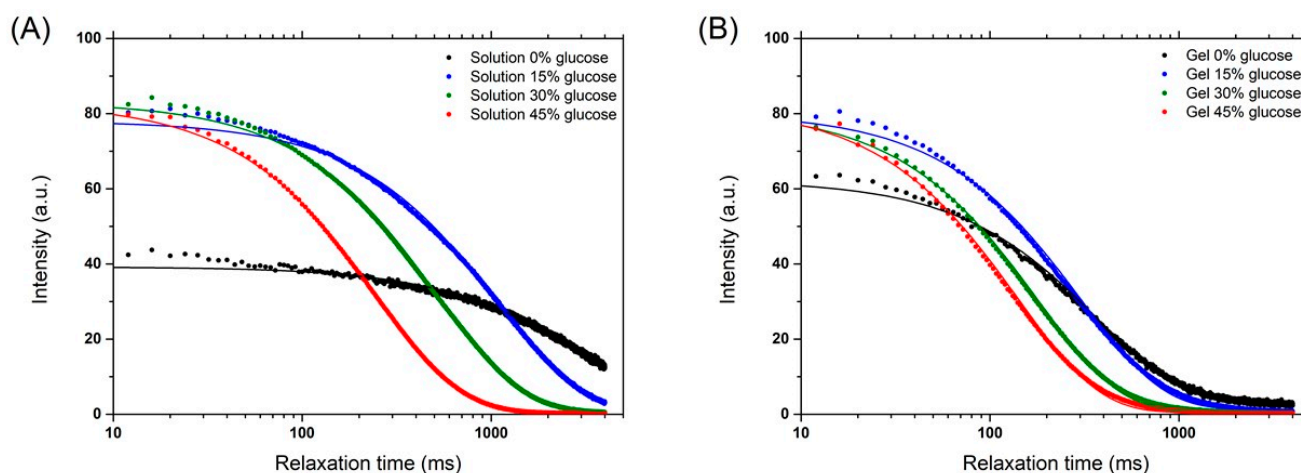 (A)
100
80
60
40
20
0
Intensity (a.u.)
10
100
1000
Relaxation time (ms)
Solution 0% glucose
Solution 15% glucose
Solution 30% glucose
Solution 45% glucose
(B)
100
80
60
40
20
0
Intensity (a.u.)
10
100
1000
Relaxation time (ms)
Gel 0% glucose
Gel 15% glucose
Gel 30% glucose
Gel 45% glucose